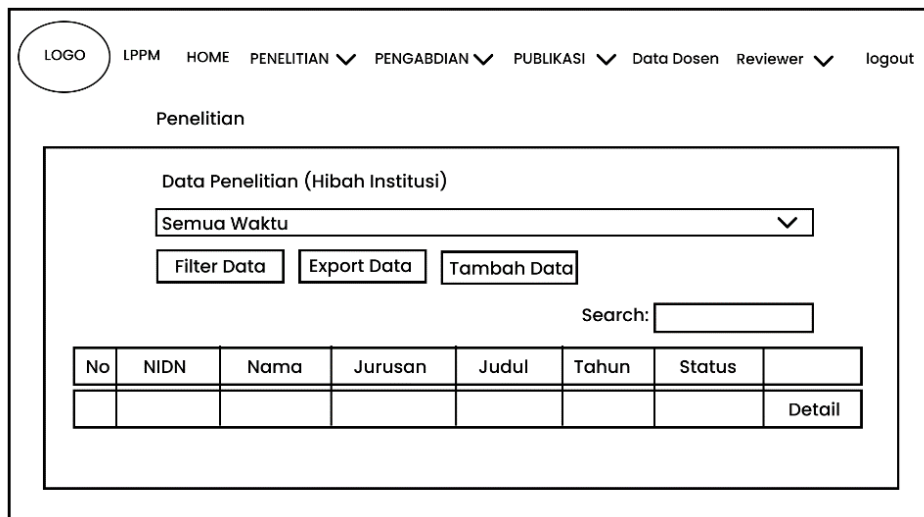 LOGO LPPM HOME PENELITIAN PENGABDIAN PUBLIKASI Data Dosen Reviewer logout
Penelitian
Data Penelitian (Hibah Institusi)
Semua Waktu
Filter Data Export Data Tambah Data
Search:
No NIDN Nama Jurusan Judul Tahun Status
Detail